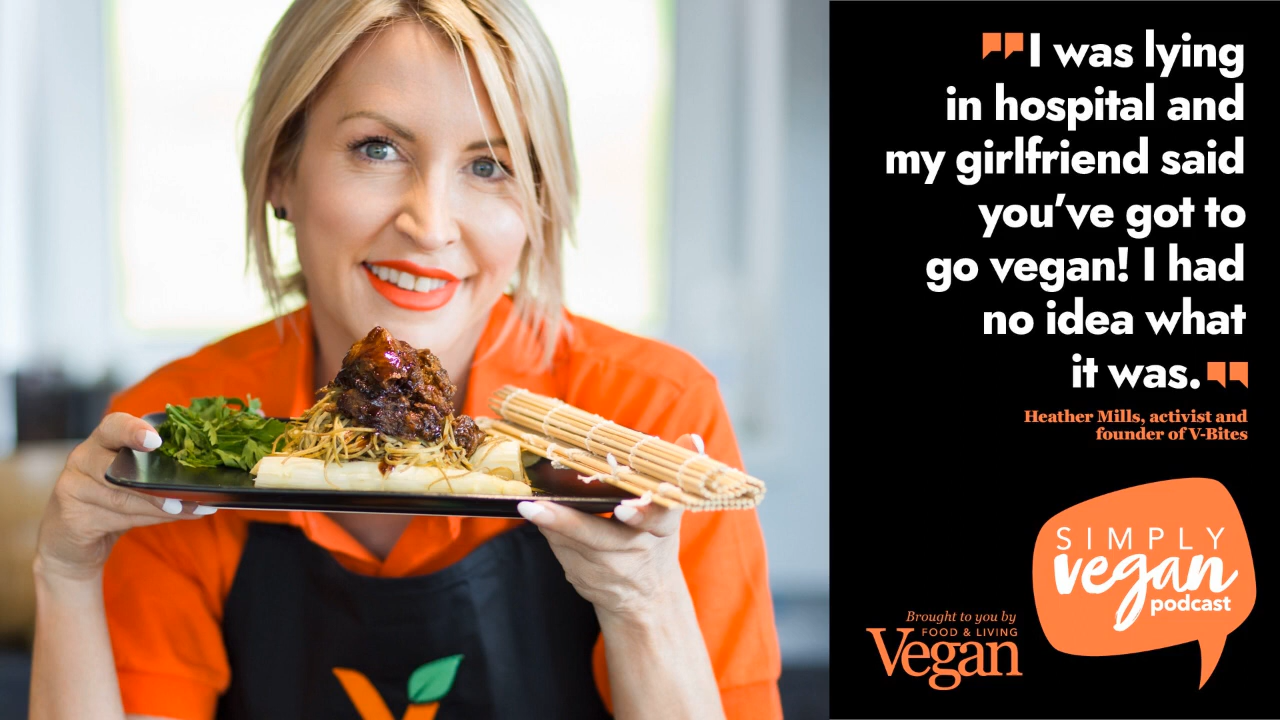 "I was lying
in hospital and
my girlfriend said
you've got to
go vegan! I had
no idea what
it was."
Heather Mills, activist and
founder of V-Bites
SIMPLY
vegan
podcast
Brought to you by
FOOD & LIVING
Vegan